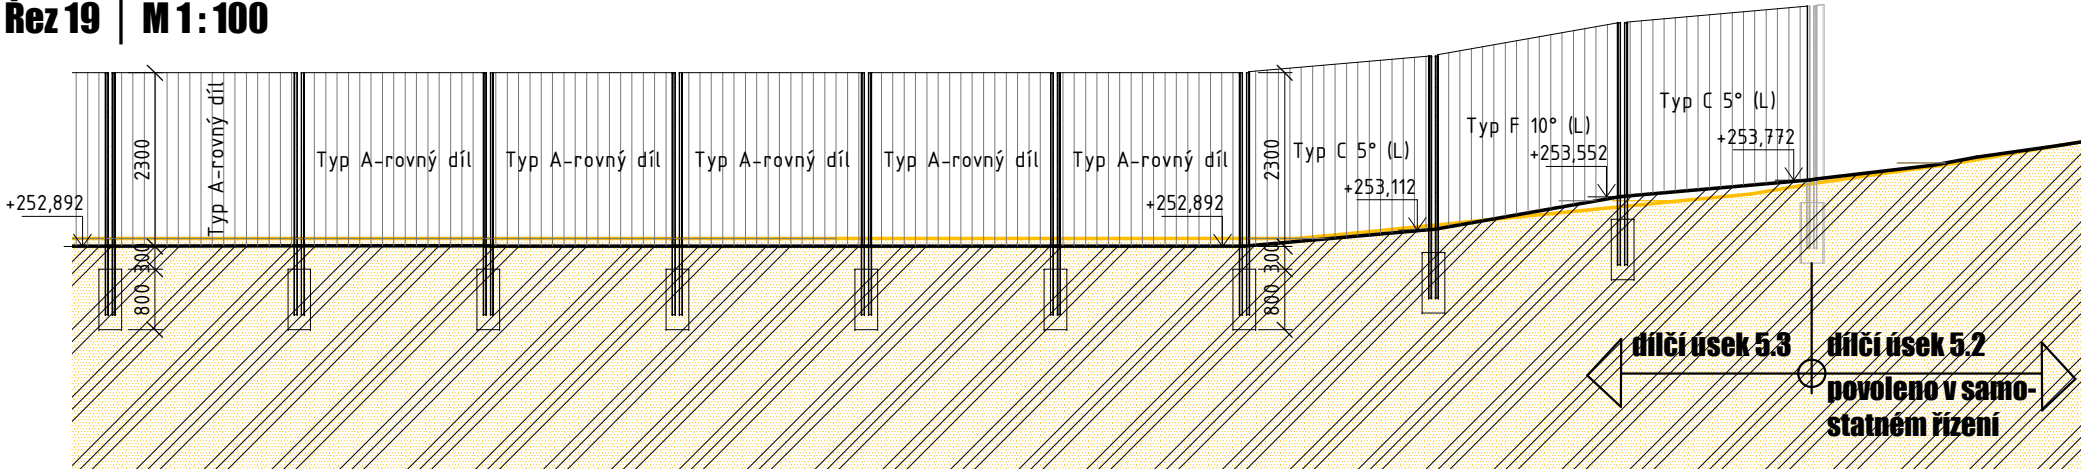 Řez 19 | M 1 : 100
Typ A-rovný díl
Typ A-rovný díl
Typ A-rovný díl
Typ A-rovný díl
Typ A-rovný díl
Typ A-rovný díl
Typ C 5° (L)
Typ F 10° (L)
Typ C 5° (L)
2300
300
800
2300
300
800
+252,892
+252,892
+253,112
+253,552
+253,772
dílčí úsek 5.3
dílčí úsek 5.2
povoleno v samo-
statném řízení